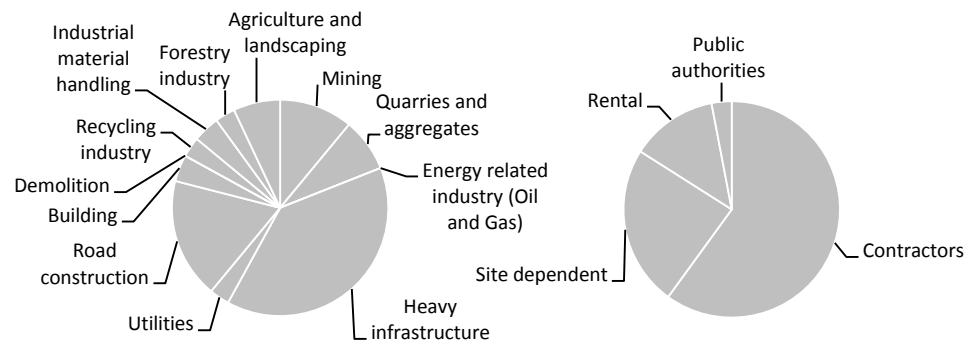 Agriculture and
landscaping
Industrial
material
handling
Forestry
industry
Mining
Quarries and
aggregates
Recycling
industry
Energy related
industry (Oil
and Gas)
Demolition
Building
Road
construction
Utilities
Heavy
infrastructure
Public
authorities
Rental
Site dependent
Contractors